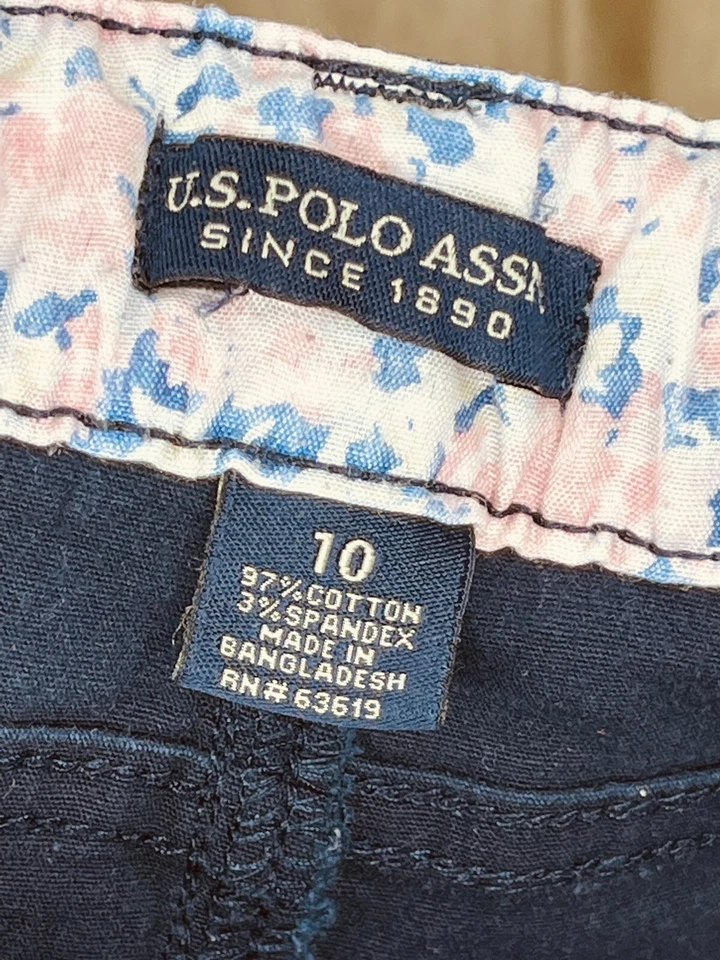 U.S. POLO ASSN
SINCE 1890
10
97% COTTON
3% SPANDEX
MADE IN
BANGLADESH
RN# 63619